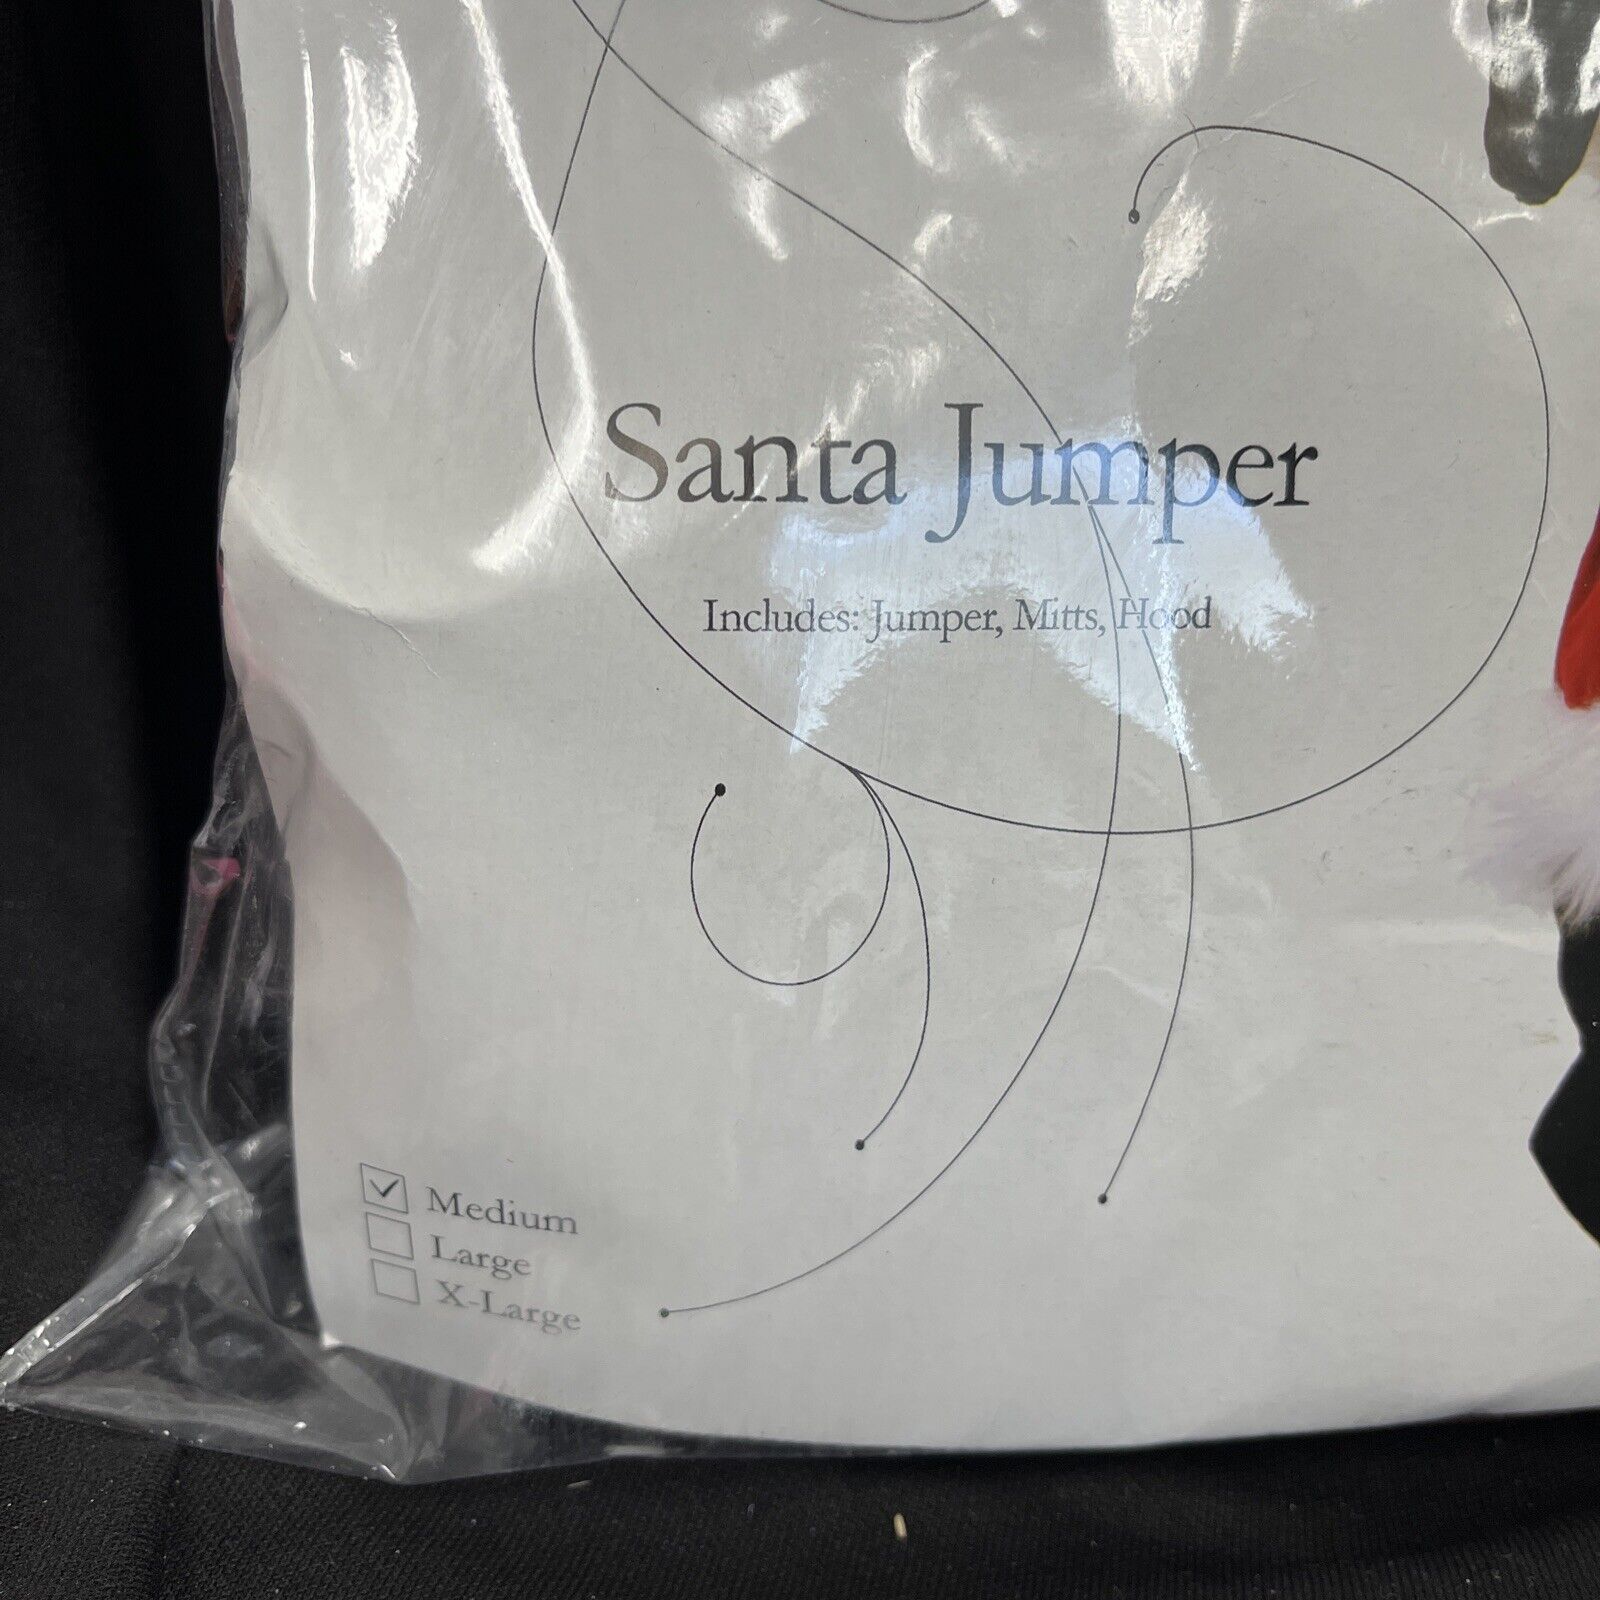 Santa Jumper
Includes: Jumper, Mitts, Hood
Medium
Large
X-Large